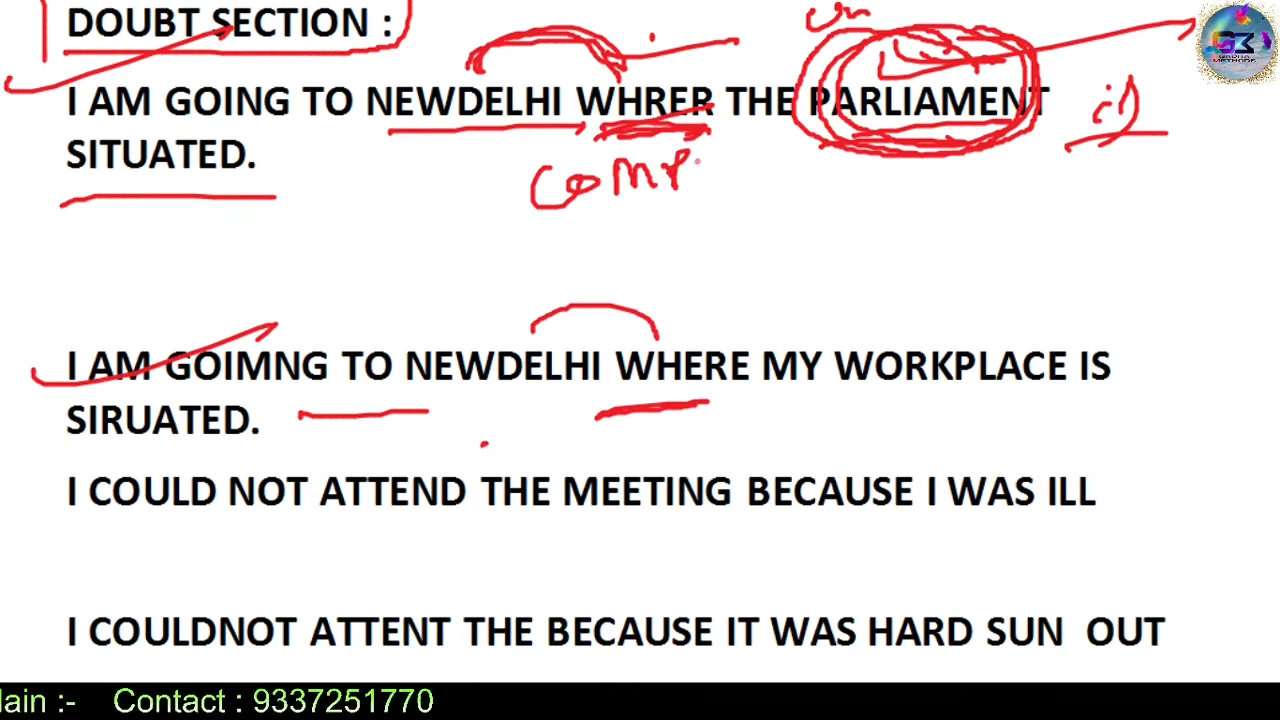 DOUBT SECTION :
un
I AM GOING TO NEWDELHI WHRER THE PARLIAMENT
SITUATED.
COMP
I AM GOIMNG TO NEWDELHI WHERE MY WORKPLACE IS
SIRUATED.
I COULD NOT ATTEND THE MEETING BECAUSE I WAS ILL
I COULDNOT ATTENT THE BECAUSE IT WAS HARD SUN OUT
lain :- Contact : 9337251770